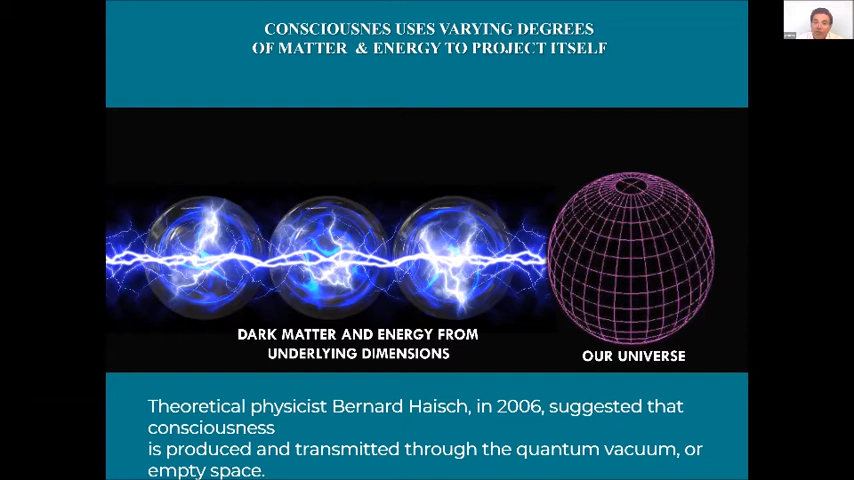 CONSCIOUSNES USES VARYING DEGREES
OF MATTER & ENERGY TO PROJECT ITSELF
DARK MATTER AND ENERGY FROM
UNDERLYING DIMENSIONS
OUR UNIVERSE
Theoretical physicist Bernard Haisch, in 2006, suggested that
consciousness
is produced and transmitted through the quantum vacuum, or
empty space.